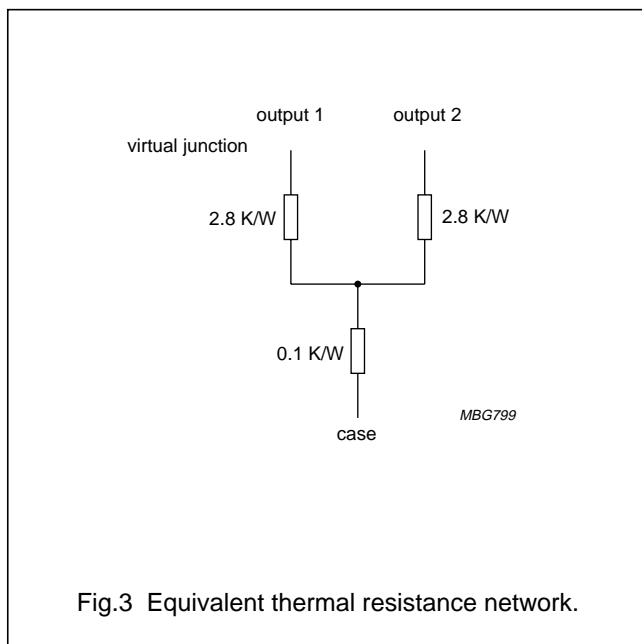 output 1 output 2
virtual junction
2.8 K/W 2.8 K/W
0.1 K/W
MBG799
case
Fig.3 Equivalent thermal resistance network.